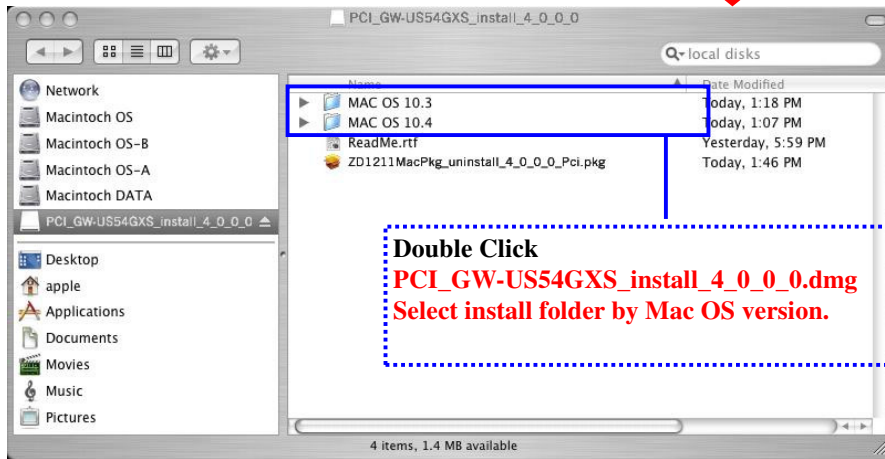 PCI_GW-US54GXS_install_4_0_0_0
local disks
Name Date Modified
Network
Macintoch OS
Macintoch OS-B
Macintoch OS-A
Macintoch DATA
PCI_GW-US54GXS_install_4_0_0_0
Desktop
apple
Applications
Documents
Movies
Music
Pictures
MAC OS 10.3 Today, 1:18 PM
MAC OS 10.4 Today, 1:07 PM
ReadMe.rtf Yesterday, 5:59 PM
ZD1211MacPkg_uninstall_4_0_0_0_Pci.pkg Today, 1:46 PM
Double Click
PCI_GW-US54GXS_install_4_0_0_0.dmg
Select install folder by Mac OS version.
4 items, 1.4 MB available